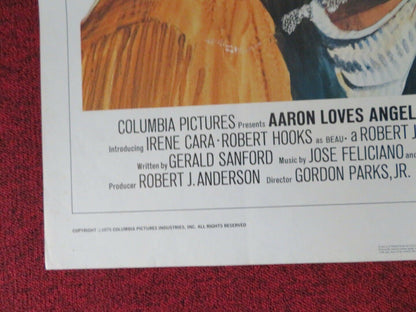 COLUMBIA PICTURES Presents AARON LOVES ANGEL
Introducing IRENE CARA · ROBERT HOOKS as BEAU · a ROBERT J
Written by GERALD SANFORD Music by JOSE FELICIANO and
Producer ROBERT J. ANDERSON Director GORDON PARKS, JR.
COPYRIGHT © 1975 COLUMBIA PICTURES INDUSTRIES, INC. ALL RIGHTS RESERVED